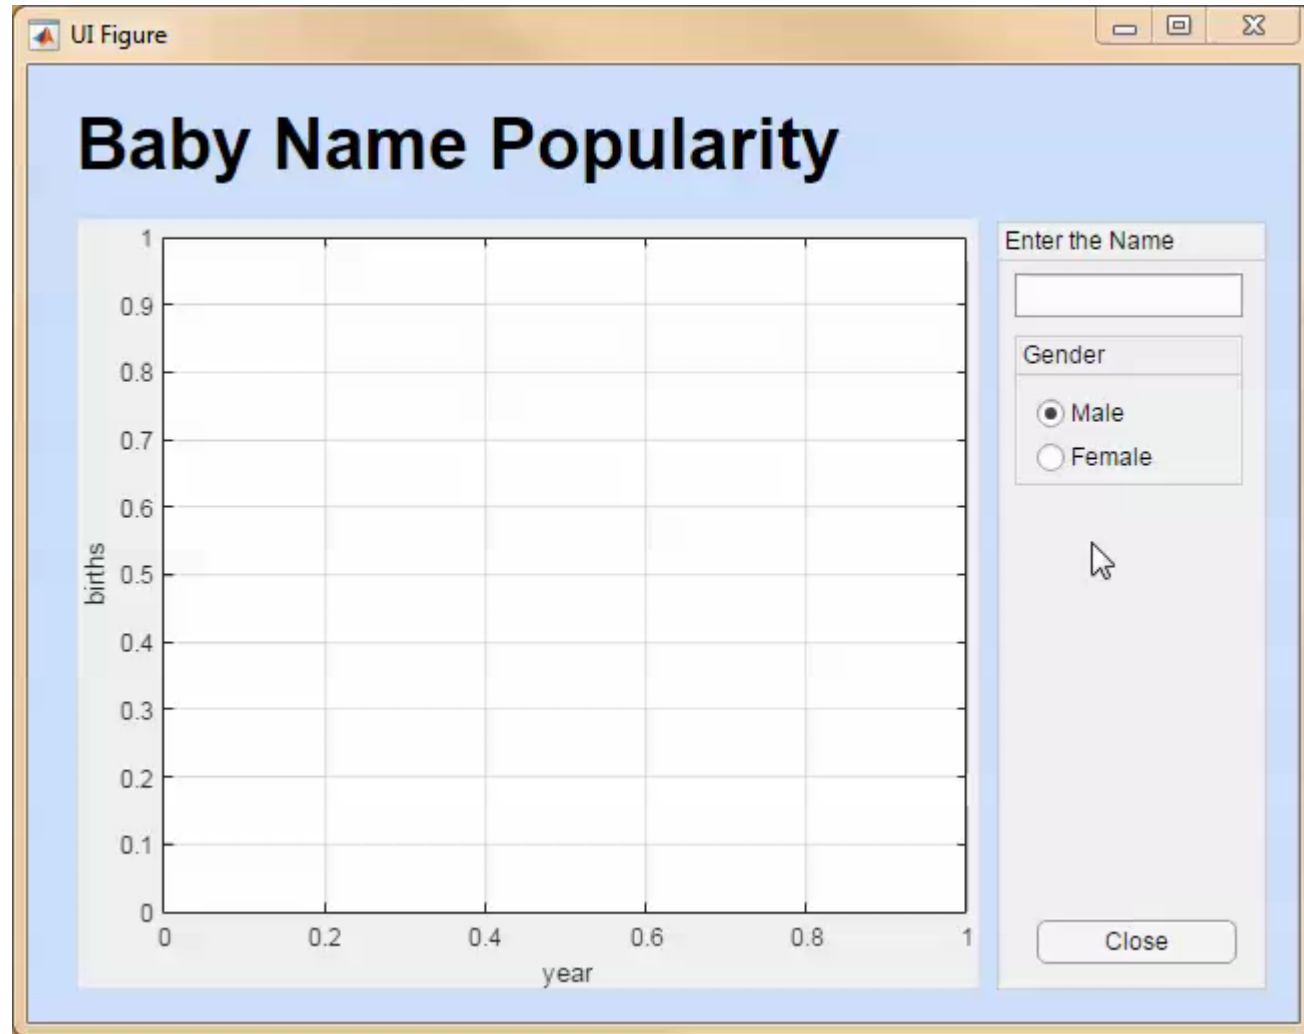 UI Figure
Baby Name Popularity
1
0.9
0.8
0.7
0.6
0.5
0.4
0.3
0.2
0.1
0
births
0 0.2 0.4 0.6 0.8 1
year
Enter the Name
Gender
Male
Female
Close